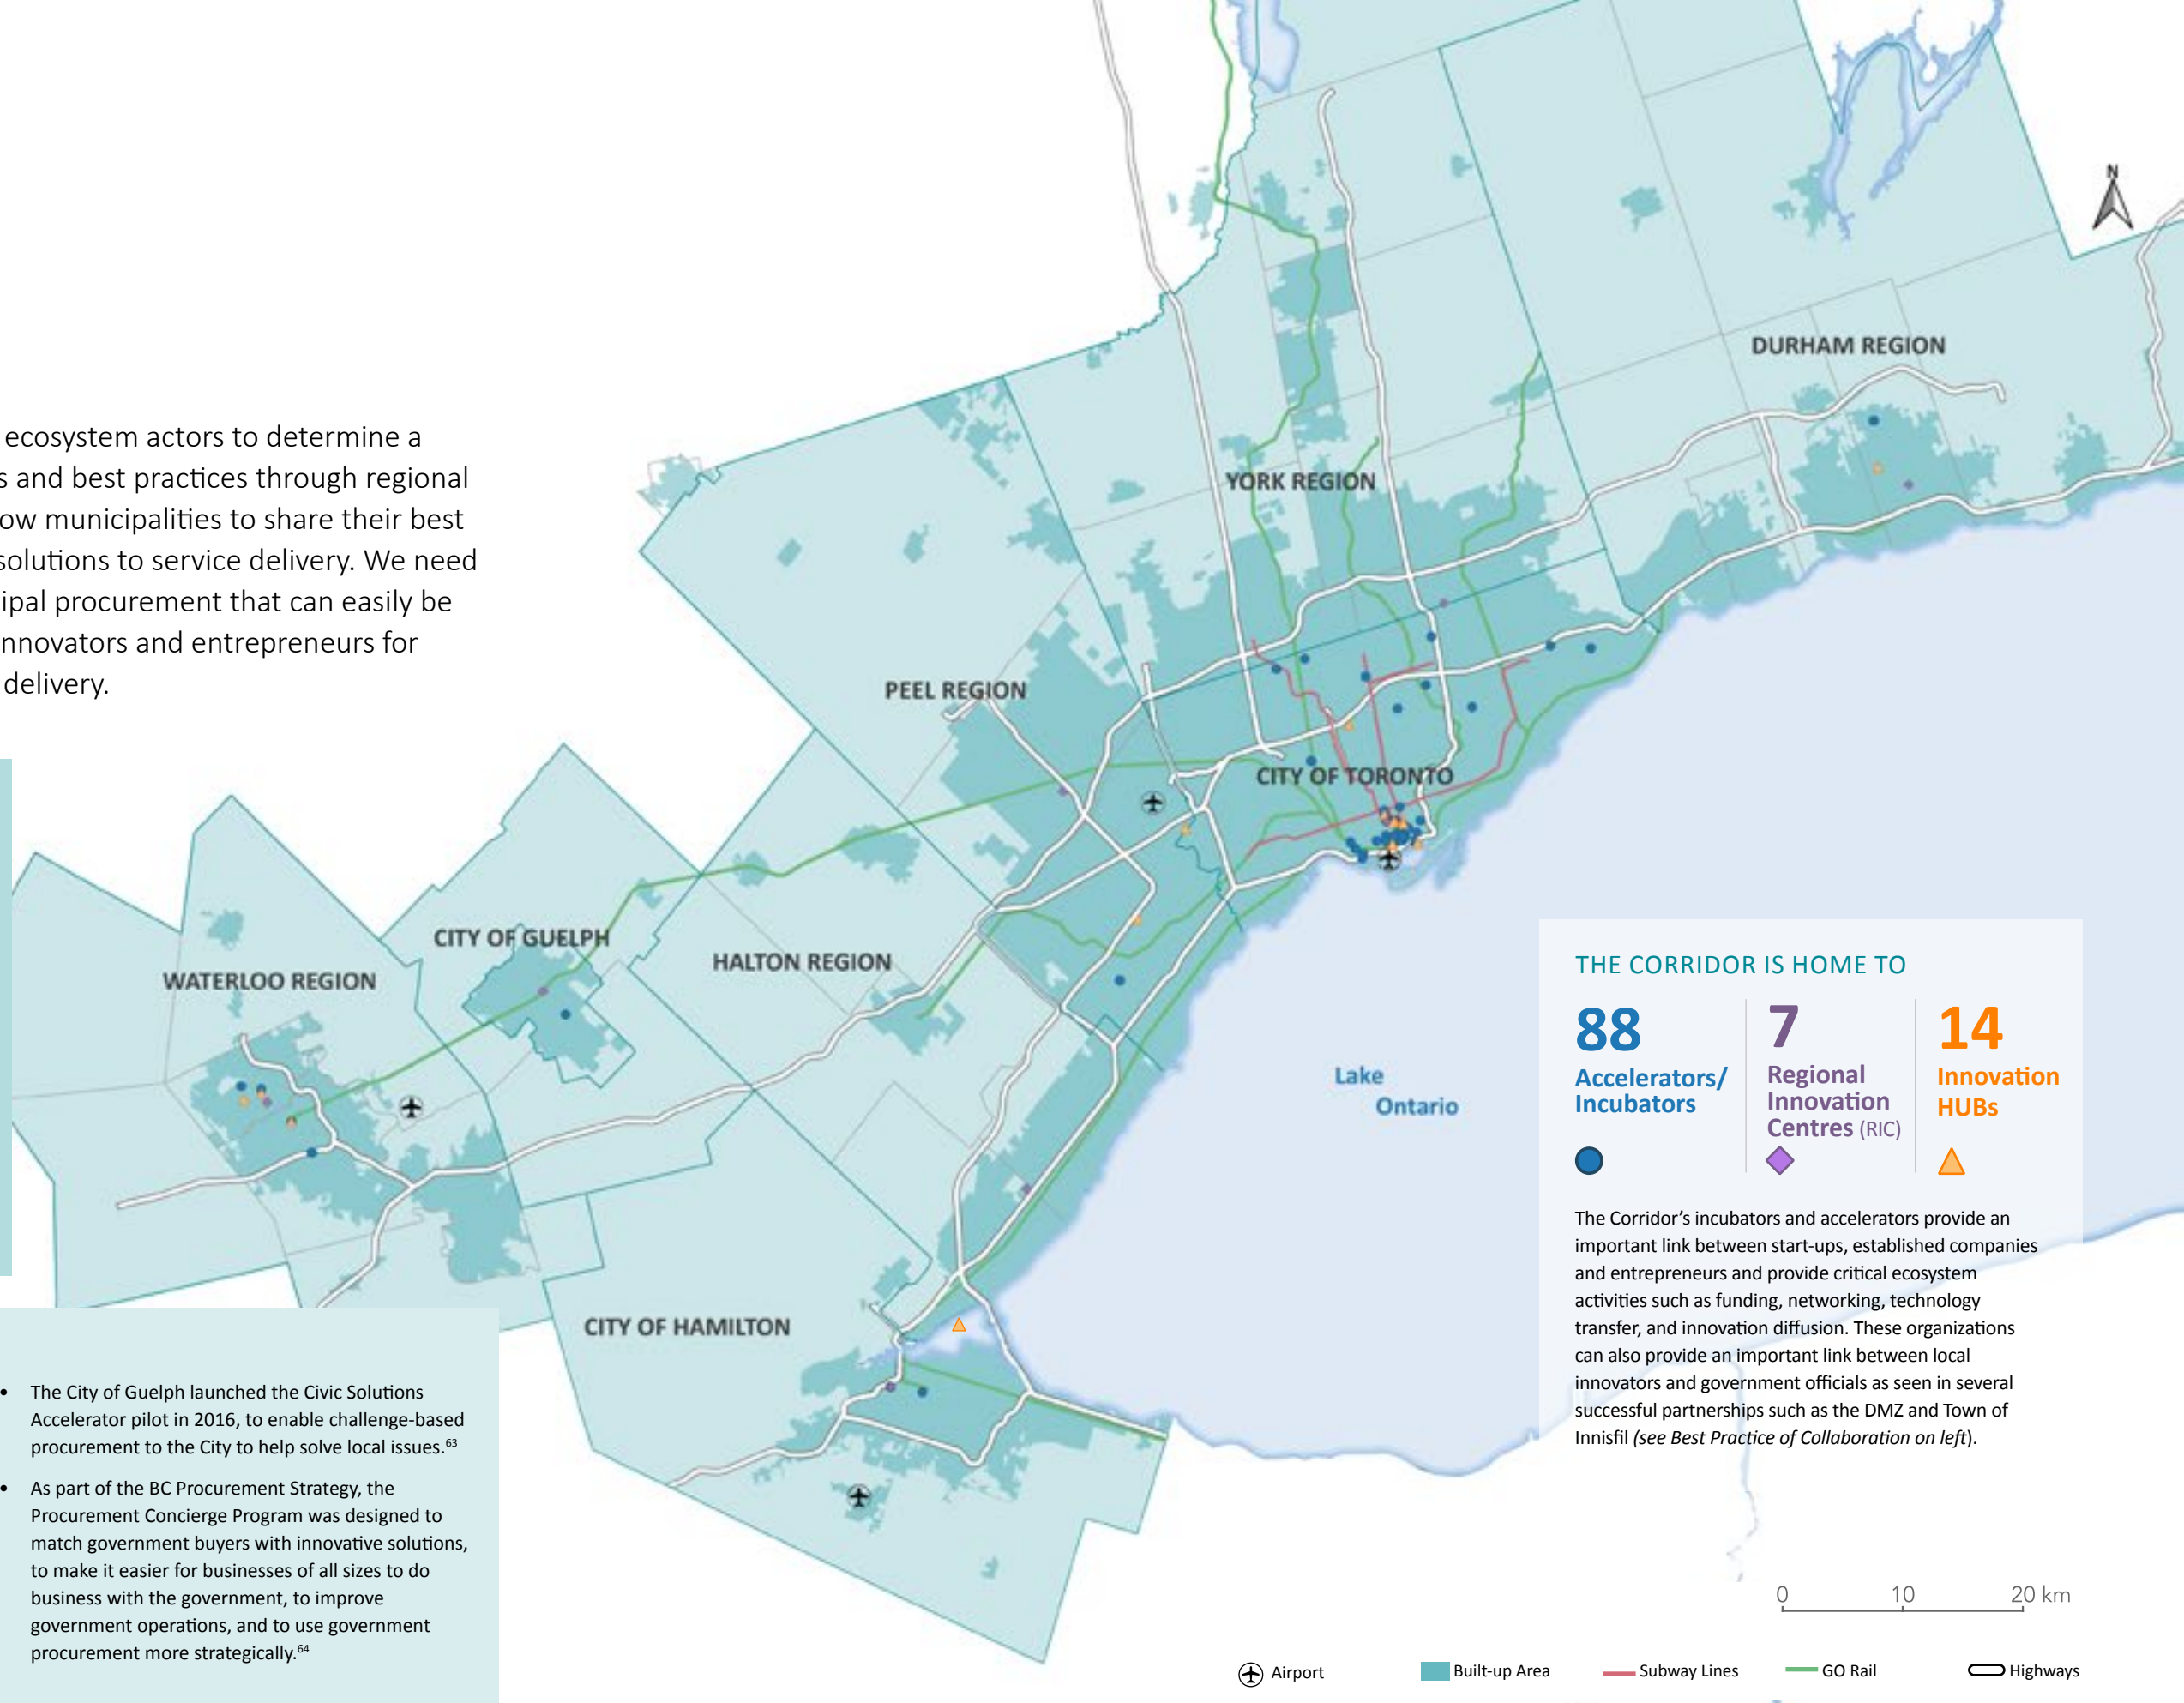 ecosystem actors to determine a
s and best practices through regional
ow municipalities to share their best
solutions to service delivery. We need
ipal procurement that can easily be
nnovators and entrepreneurs for
delivery.
N
DURHAM REGION
YORK REGION
PEEL REGION
CITY OF TORONTO
CITY OF GUELPH
HALTON REGION
WATERLOO REGION
CITY OF HAMILTON
Lake
Ontario
THE CORRIDOR IS HOME TO
88
Accelerators/
Incubators
7
Regional
Innovation
Centres (RIC)
14
Innovation
HUBs
The Corridor’s incubators and accelerators provide an
important link between start-ups, established companies
and entrepreneurs and provide critical ecosystem
activities such as funding, networking, technology
transfer, and innovation diffusion. These organizations
can also provide an important link between local
innovators and government officials as seen in several
successful partnerships such as the DMZ and Town of
Innisfil (see Best Practice of Collaboration on left).
• The City of Guelph launched the Civic Solutions
Accelerator pilot in 2016, to enable challenge-based
procurement to the City to help solve local issues.63
• As part of the BC Procurement Strategy, the
Procurement Concierge Program was designed to
match government buyers with innovative solutions,
to make it easier for businesses of all sizes to do
business with the government, to improve
government operations, and to use government
procurement more strategically.64
0 10 20 km
Airport Built-up Area Subway Lines GO Rail Highways